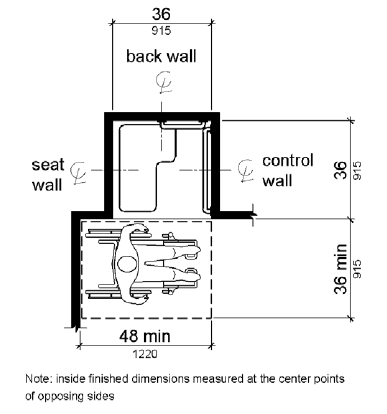 36
915
back wall
℄
seat
wall
℄
℄
control
wall
36
915
36 min
915
48 min
1220
Note: inside finished dimensions measured at the center points
of opposing sides